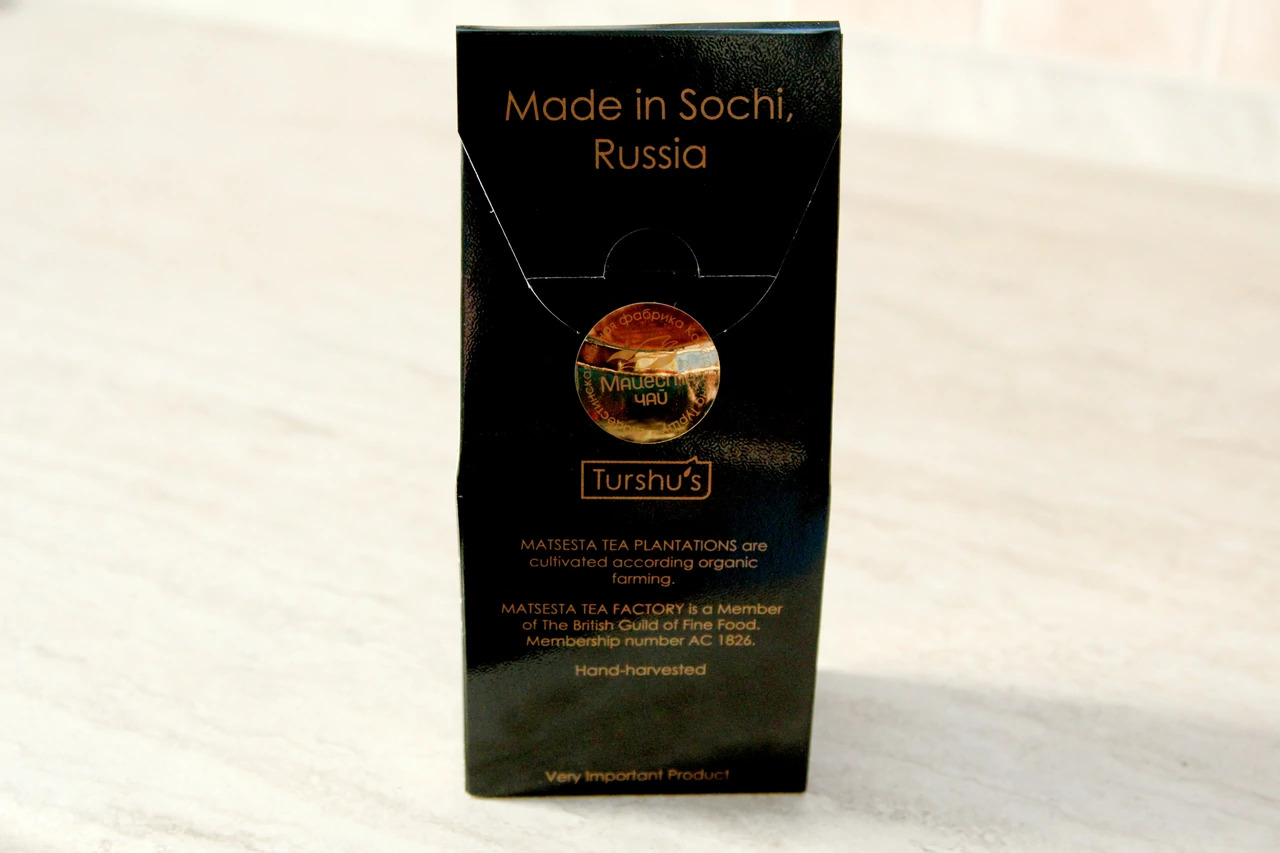 Made in Sochi,
Russia
фабрика
чай
Turshu's
MATSESTA TEA PLANTATIONS are
cultivated according organic
farming.
MATSESTA TEA FACTORY is a Member
of The British Guild of Fine Food.
Membership number AC 1826.
Hand-harvested
Very Important Product